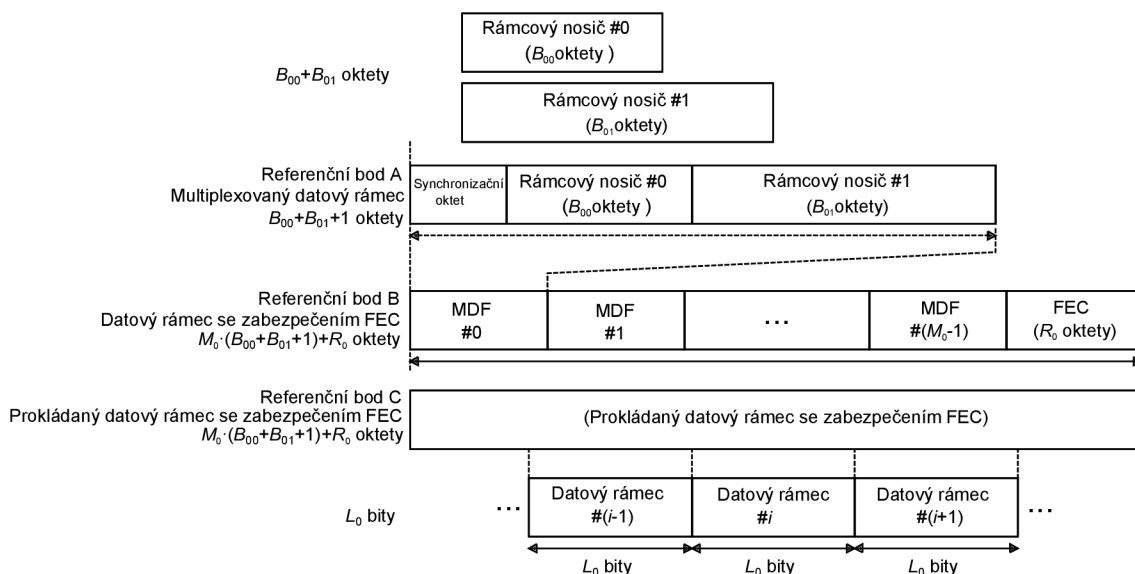 Rámcový nosič #0
(B₀₀oktety )
B₀₀+B₀₁ oktety
Rámcový nosič #1
(B₀₁oktety)
Referenční bod A
Multiplexovaný datový rámec
B₀₀+B₀₁+1 oktety
Synchronizační
oktet
Rámcový nosič #0
(B₀₀oktety )
Rámcový nosič #1
(B₀₁oktety)
Referenční bod B
Datový rámec se zabezpečením FEC
M₀·(B₀₀+B₀₁+1)+R₀ oktety
MDF
#0
MDF
#1
...
MDF
#(M₀-1)
FEC
(R₀ oktety)
Referenční bod C
Prokládaný datový rámec se zabezpečením FEC
M₀·(B₀₀+B₀₁+1)+R₀ oktety
(Prokládaný datový rámec se zabezpečením FEC)
L₀ bity
...
Datový rámec
#(i-1)
Datový rámec
#i
Datový rámec
#(i+1)
...
L₀ bity
L₀ bity
L₀ bity